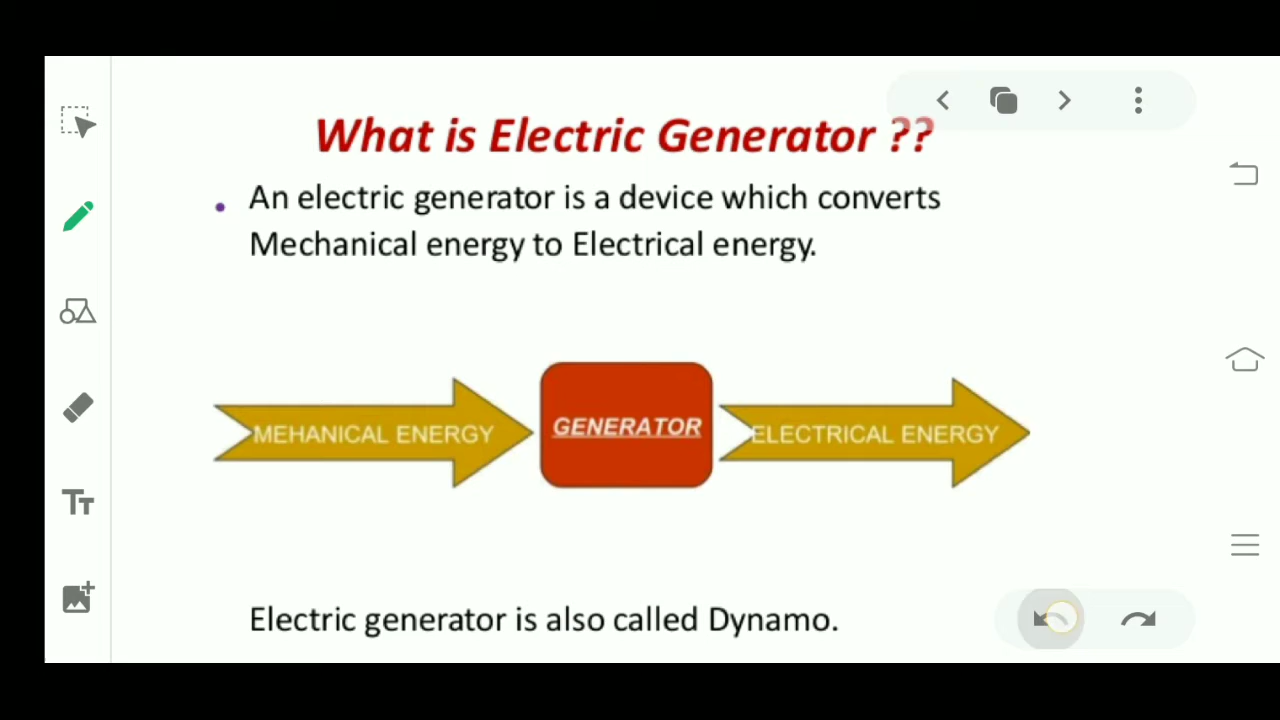 What is Electric Generator ??
• An electric generator is a device which converts
Mechanical energy to Electrical energy.
MEHANICAL ENERGY
GENERATOR
ELECTRICAL ENERGY
Electric generator is also called Dynamo.
Tт